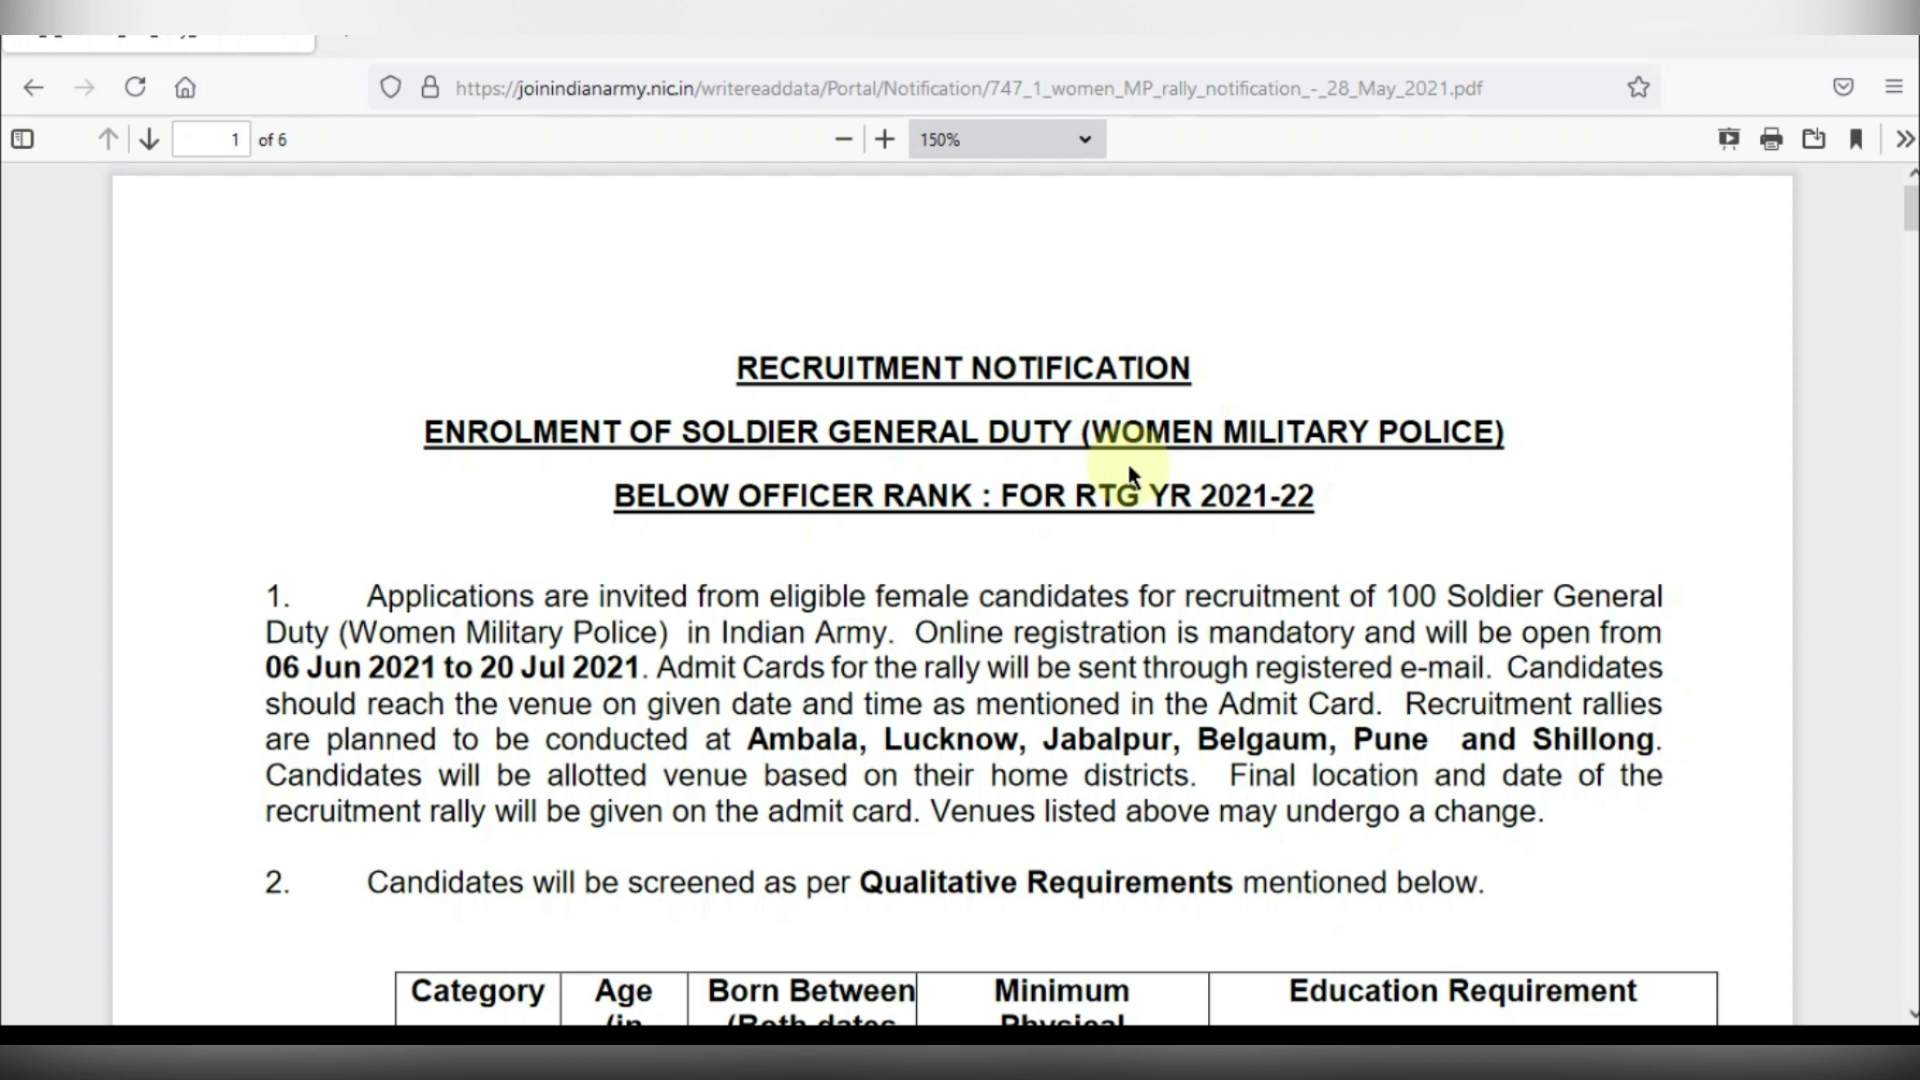 https://joinindianarmy.nic.in/writereaddata/Portal/Notification/747_1_women_MP_rally_notification_-_28_May_2021.pdf
1 of 6
150%
RECRUITMENT NOTIFICATION
ENROLMENT OF SOLDIER GENERAL DUTY (WOMEN MILITARY POLICE)
BELOW OFFICER RANK : FOR RTG YR 2021-22
1. Applications are invited from eligible female candidates for recruitment of 100 Soldier General
Duty (Women Military Police) in Indian Army. Online registration is mandatory and will be open from
06 Jun 2021 to 20 Jul 2021. Admit Cards for the rally will be sent through registered e-mail. Candidates
should reach the venue on given date and time as mentioned in the Admit Card. Recruitment rallies
are planned to be conducted at Ambala, Lucknow, Jabalpur, Belgaum, Pune and Shillong.
Candidates will be allotted venue based on their home districts. Final location and date of the
recruitment rally will be given on the admit card. Venues listed above may undergo a change.
2. Candidates will be screened as per Qualitative Requirements mentioned below.
Category Age Born Between Minimum Education Requirement
(in (Both dates Physical